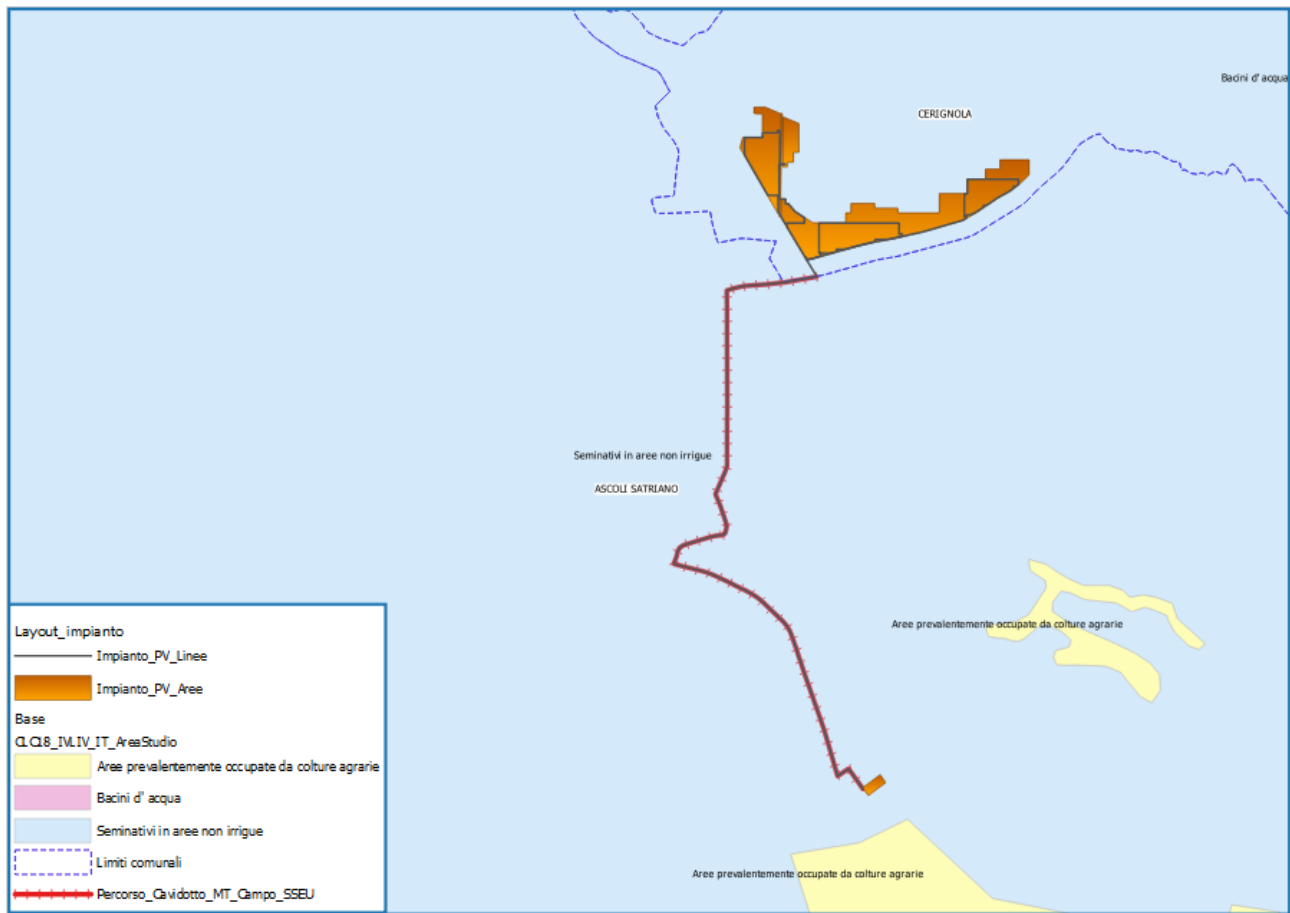 Bacini d' acqua
CERIGNOLA
Seminativi in aree non irrigue
ASCOLI SATRIANO
Aree prevalentemente occupate da colture agrarie
Aree prevalentemente occupate da colture agrarie
Layout_impianto
Impianto_PV_Linee
Impianto_PV_Aree
Base
CLC18_IVLIV_IT_AreaStudio
Aree prevalentemente occupate da colture agrarie
Bacini d' acqua
Seminativi in aree non irrigue
Limiti comunali
Percorso_Cavidotto_MT_Campo_SSEU